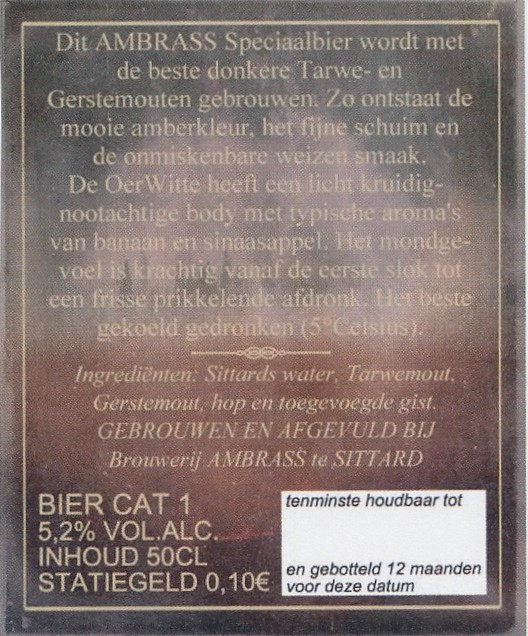 Dit AMBRASS Speciaalbier wordt met
de beste donkere Tarwe- en
Gerstemouten gebrouwen. Zo ontstaat de
mooie amberkleur, het fijne schuim en
de onmiskenbare weizen smaak.
De OerWitte heeft een licht kruidig-
nootachtige body met typische aroma's
van banaan en sinaasappel. Het mondge-
voel is krachtig vanaf de eerste slok tot
een frisse prikkelende afdronk. Het beste
gekoeld gedronken (5°Celsius).
Ingrediënten: Sittards water, Tarwemout,
Gerstemout, hop en toegevoegde gist.
GEBROUWEN EN AFGEVULD BIJ
Brouwerij AMBRASS te SITTARD
BIER CAT 1
5,2% VOL.ALC.
INHOUD 50CL
STATIEGELD 0,10€
tenminste houdbaar tot
en gebotteld 12 maanden
voor deze datum